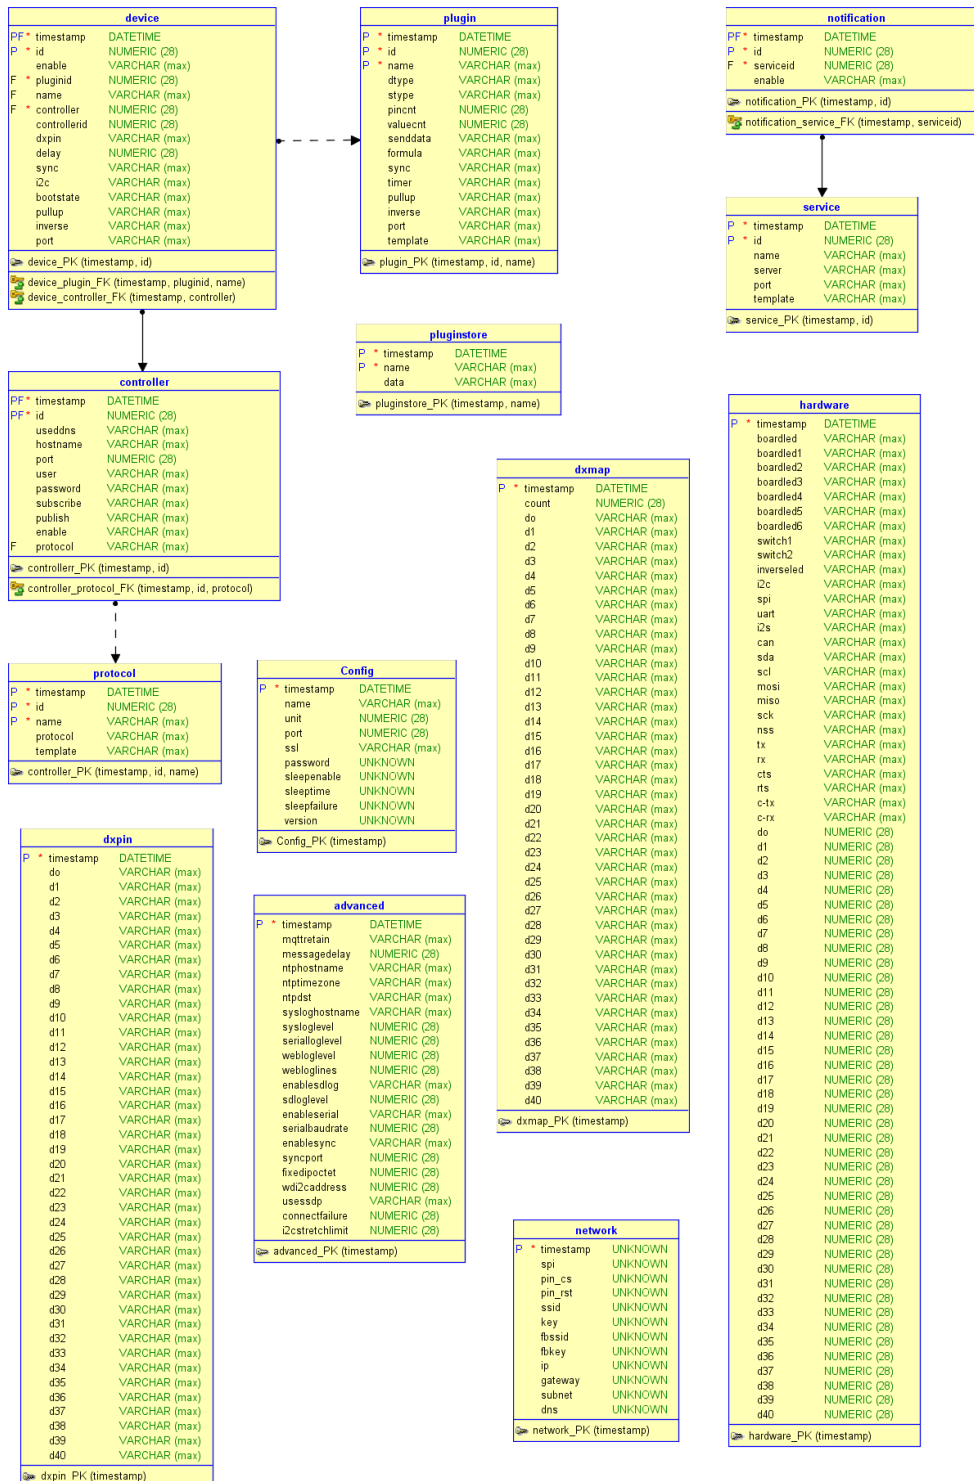 device
PF * timestamp DATETIME
P * id NUMERIC (28)
enable VARCHAR (max)
F * pluginid NUMERIC (28)
F name VARCHAR (max)
F * controller NUMERIC (28)
controllerid NUMERIC (28)
dxpin VARCHAR (max)
delay NUMERIC (28)
sync VARCHAR (max)
i2c VARCHAR (max)
bootstate VARCHAR (max)
pullup VARCHAR (max)
inverse VARCHAR (max)
port VARCHAR (max)
device_PK (timestamp, id)
device_plugin_FK (timestamp, pluginid, name)
device_controller_FK (timestamp, controller)
plugin
P * timestamp DATETIME
P * id NUMERIC (28)
P * name VARCHAR (max)
dtype VARCHAR (max)
stype VARCHAR (max)
pincnt NUMERIC (28)
valuecnt NUMERIC (28)
senddata VARCHAR (max)
formula VARCHAR (max)
sync VARCHAR (max)
timer VARCHAR (max)
pullup VARCHAR (max)
inverse VARCHAR (max)
port VARCHAR (max)
template VARCHAR (max)
plugin_PK (timestamp, id, name)
notification
PF * timestamp DATETIME
P * id NUMERIC (28)
F * serviceid NUMERIC (28)
enable VARCHAR (max)
notification_PK (timestamp, id)
notification_service_FK (timestamp, serviceid)
service
P * timestamp DATETIME
P * id NUMERIC (28)
name VARCHAR (max)
server VARCHAR (max)
port VARCHAR (max)
template VARCHAR (max)
service_PK (timestamp, id)
pluginstore
P * timestamp DATETIME
P * name VARCHAR (max)
data VARCHAR (max)
pluginstore_PK (timestamp, name)
controller
PF * timestamp DATETIME
PF * id NUMERIC (28)
useddns VARCHAR (max)
hostname VARCHAR (max)
port NUMERIC (28)
user VARCHAR (max)
password VARCHAR (max)
subscribe VARCHAR (max)
publish VARCHAR (max)
enable VARCHAR (max)
F protocol VARCHAR (max)
controllerr_PK (timestamp, id)
controller_protocol_FK (timestamp, id, protocol)
protocol
P * timestamp DATETIME
P * id NUMERIC (28)
P * name VARCHAR (max)
protocol VARCHAR (max)
template VARCHAR (max)
controller_PK (timestamp, id, name)
Config
P * timestamp DATETIME
name VARCHAR (max)
unit NUMERIC (28)
port NUMERIC (28)
ssl VARCHAR (max)
password UNKNOWN
sleepenable UNKNOWN
sleeptime UNKNOWN
sleepfailure UNKNOWN
version UNKNOWN
Config_PK (timestamp)
dxmap
P * timestamp DATETIME
count NUMERIC (28)
do VARCHAR (max)
d1 VARCHAR (max)
d2 VARCHAR (max)
d3 VARCHAR (max)
d4 VARCHAR (max)
d5 VARCHAR (max)
d6 VARCHAR (max)
d7 VARCHAR (max)
d8 VARCHAR (max)
d9 VARCHAR (max)
d10 VARCHAR (max)
d11 VARCHAR (max)
d12 VARCHAR (max)
d13 VARCHAR (max)
d14 VARCHAR (max)
d15 VARCHAR (max)
d16 VARCHAR (max)
d17 VARCHAR (max)
d18 VARCHAR (max)
d19 VARCHAR (max)
d20 VARCHAR (max)
d21 VARCHAR (max)
d22 VARCHAR (max)
d23 VARCHAR (max)
d24 VARCHAR (max)
d25 VARCHAR (max)
d26 VARCHAR (max)
d27 VARCHAR (max)
d28 VARCHAR (max)
d29 VARCHAR (max)
d30 VARCHAR (max)
d31 VARCHAR (max)
d32 VARCHAR (max)
d33 VARCHAR (max)
d34 VARCHAR (max)
d35 VARCHAR (max)
d36 VARCHAR (max)
d37 VARCHAR (max)
d38 VARCHAR (max)
d39 VARCHAR (max)
d40 VARCHAR (max)
dxmap_PK (timestamp)
hardware
P * timestamp DATETIME
boardled VARCHAR (max)
boardled1 VARCHAR (max)
boardled2 VARCHAR (max)
boardled3 VARCHAR (max)
boardled4 VARCHAR (max)
boardled5 VARCHAR (max)
boardled6 VARCHAR (max)
switch1 VARCHAR (max)
switch2 VARCHAR (max)
inverseled VARCHAR (max)
i2c VARCHAR (max)
spi VARCHAR (max)
uart VARCHAR (max)
i2s VARCHAR (max)
can VARCHAR (max)
sda VARCHAR (max)
scl VARCHAR (max)
mosi VARCHAR (max)
miso VARCHAR (max)
sck VARCHAR (max)
nss VARCHAR (max)
tx VARCHAR (max)
rx VARCHAR (max)
cts VARCHAR (max)
rts VARCHAR (max)
c-tx VARCHAR (max)
c-rx VARCHAR (max)
do NUMERIC (28)
d1 NUMERIC (28)
d2 NUMERIC (28)
d3 NUMERIC (28)
d4 NUMERIC (28)
d5 NUMERIC (28)
d6 NUMERIC (28)
d7 NUMERIC (28)
d8 NUMERIC (28)
d9 NUMERIC (28)
d10 NUMERIC (28)
d11 NUMERIC (28)
d12 NUMERIC (28)
d13 NUMERIC (28)
d14 NUMERIC (28)
d15 NUMERIC (28)
d16 NUMERIC (28)
d17 NUMERIC (28)
d18 NUMERIC (28)
d19 NUMERIC (28)
d20 NUMERIC (28)
d21 NUMERIC (28)
d22 NUMERIC (28)
d23 NUMERIC (28)
d24 NUMERIC (28)
d25 NUMERIC (28)
d26 NUMERIC (28)
d27 NUMERIC (28)
d28 NUMERIC (28)
d29 NUMERIC (28)
d30 NUMERIC (28)
d31 NUMERIC (28)
d32 NUMERIC (28)
d33 NUMERIC (28)
d34 NUMERIC (28)
d35 NUMERIC (28)
d36 NUMERIC (28)
d37 NUMERIC (28)
d38 NUMERIC (28)
d39 NUMERIC (28)
d40 NUMERIC (28)
hardware_PK (timestamp)
dxpin
P * timestamp DATETIME
do VARCHAR (max)
d1 VARCHAR (max)
d2 VARCHAR (max)
d3 VARCHAR (max)
d4 VARCHAR (max)
d5 VARCHAR (max)
d6 VARCHAR (max)
d7 VARCHAR (max)
d8 VARCHAR (max)
d9 VARCHAR (max)
d10 VARCHAR (max)
d11 VARCHAR (max)
d12 VARCHAR (max)
d13 VARCHAR (max)
d14 VARCHAR (max)
d15 VARCHAR (max)
d16 VARCHAR (max)
d17 VARCHAR (max)
d18 VARCHAR (max)
d19 VARCHAR (max)
d20 VARCHAR (max)
d21 VARCHAR (max)
d22 VARCHAR (max)
d23 VARCHAR (max)
d24 VARCHAR (max)
d25 VARCHAR (max)
d26 VARCHAR (max)
d27 VARCHAR (max)
d28 VARCHAR (max)
d29 VARCHAR (max)
d30 VARCHAR (max)
d31 VARCHAR (max)
d32 VARCHAR (max)
d33 VARCHAR (max)
d34 VARCHAR (max)
d35 VARCHAR (max)
d36 VARCHAR (max)
d37 VARCHAR (max)
d38 VARCHAR (max)
d39 VARCHAR (max)
d40 VARCHAR (max)
dxpin_PK (timestamp)
advanced
P * timestamp DATETIME
mqttretain VARCHAR (max)
messagedelay NUMERIC (28)
ntphostname VARCHAR (max)
ntptimezone VARCHAR (max)
ntpdst VARCHAR (max)
sysloghostname VARCHAR (max)
sysloglevel NUMERIC (28)
serialloglevel NUMERIC (28)
webloglevel NUMERIC (28)
webloglines NUMERIC (28)
enablesdlog VARCHAR (max)
sdloglevel NUMERIC (28)
enableserial VARCHAR (max)
serialbaudrate NUMERIC (28)
enablesync VARCHAR (max)
syncport NUMERIC (28)
fixedipoctet NUMERIC (28)
wdi2caddress NUMERIC (28)
usessdp VARCHAR (max)
connectfailure NUMERIC (28)
i2cstretchlimit NUMERIC (28)
advanced_PK (timestamp)
network
P * timestamp UNKNOWN
spi UNKNOWN
pin_cs UNKNOWN
pin_rst UNKNOWN
ssid UNKNOWN
key UNKNOWN
fbssid UNKNOWN
fbkey UNKNOWN
ip UNKNOWN
gateway UNKNOWN
subnet UNKNOWN
dns UNKNOWN
network_PK (timestamp)